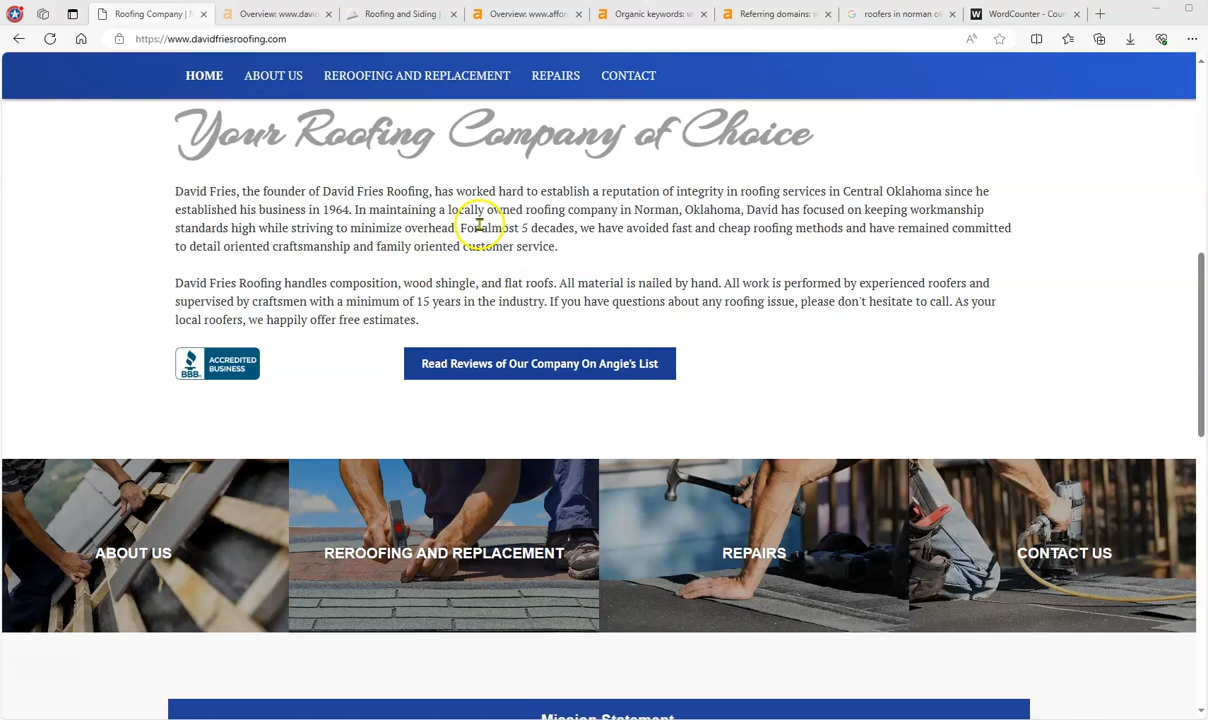 Roofing Company |
Overview: www.david
Roofing and Siding |
Overview: www.affor
Organic keywords: w
Referring domains: w
roofers in norman ok
WordCounter - Cou
https://www.davidfriesroofing.com
HOME ABOUT US REROOFING AND REPLACEMENT REPAIRS CONTACT
Your Roofing Company of Choice
David Fries, the founder of David Fries Roofing, has worked hard to establish a reputation of integrity in roofing services in Central Oklahoma since he
established his business in 1964. In maintaining a locally owned roofing company in Norman, Oklahoma, David has focused on keeping workmanship
standards high while striving to minimize overhead. For almost 5 decades, we have avoided fast and cheap roofing methods and have remained committed
to detail oriented craftsmanship and family oriented customer service.
David Fries Roofing handles composition, wood shingle, and flat roofs. All material is nailed by hand. All work is performed by experienced roofers and
supervised by craftsmen with a minimum of 15 years in the industry. If you have questions about any roofing issue, please don't hesitate to call. As your
local roofers, we happily offer free estimates.
BBB
ACCREDITED
BUSINESS
Read Reviews of Our Company On Angie's List
ABOUT US
REROOFING AND REPLACEMENT
REPAIRS
CONTACT US
Mission Statement